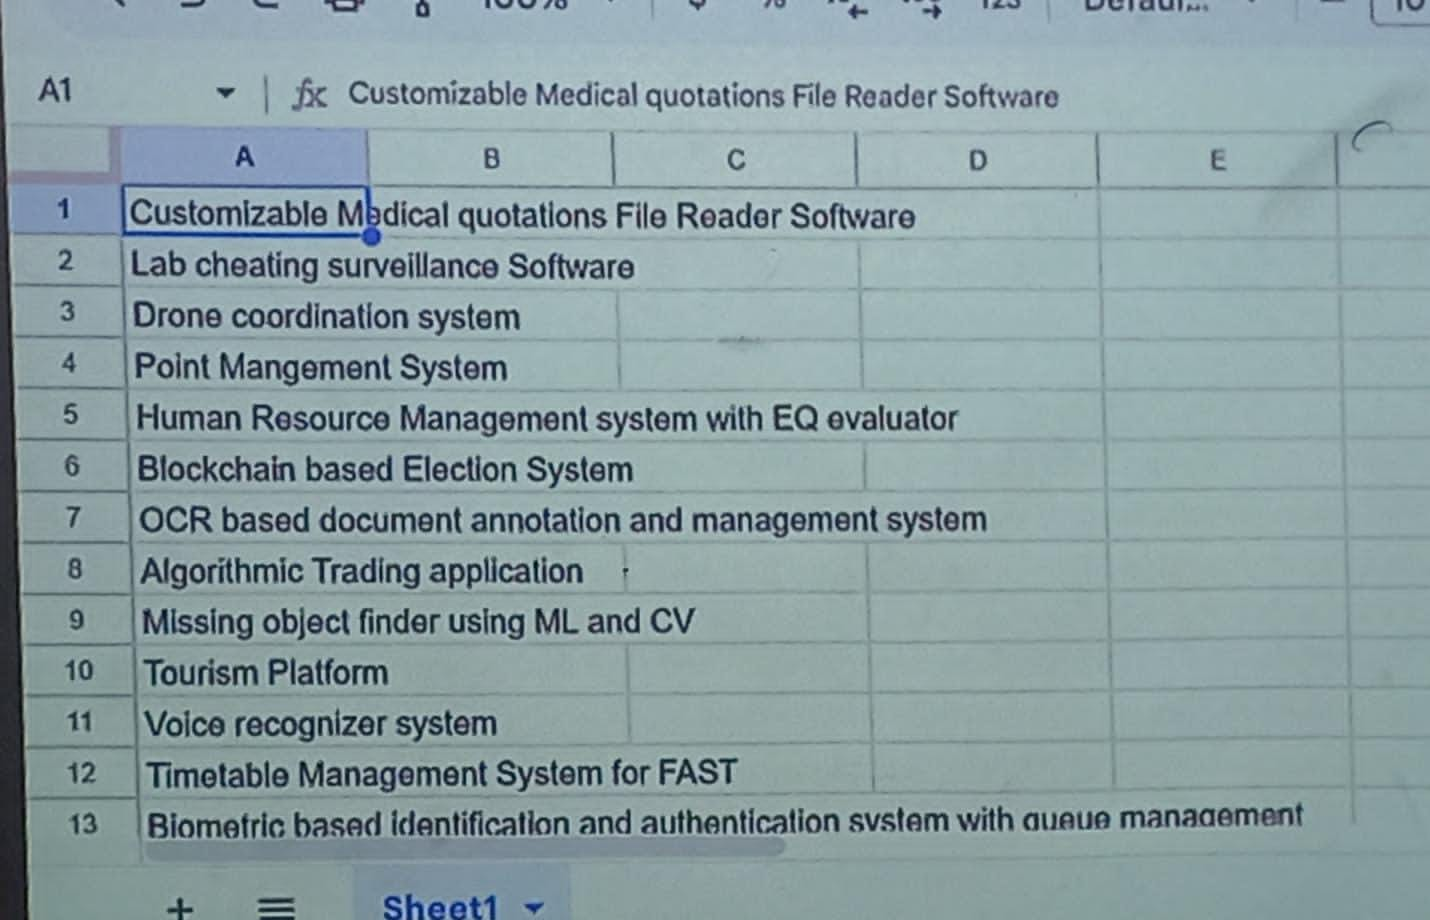 100%
123
Defaul...
10
A1
fx Customizable Medical quotations File Reader Software
A B C D E
1 Customizable Medical quotations File Reader Software
2 Lab cheating surveillance Software
3 Drone coordination system
4 Point Mangement System
5 Human Resource Management system with EQ evaluator
6 Blockchain based Election System
7 OCR based document annotation and management system
8 Algorithmic Trading application
9 Missing object finder using ML and CV
10 Tourism Platform
11 Voice recognizer system
12 Timetable Management System for FAST
13 Biometric based identification and authentication system with queue management
+ Sheet1